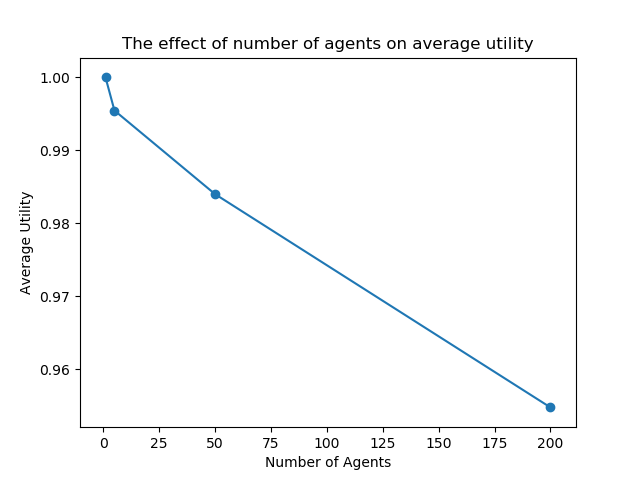 The effect of number of agents on average utility
1.00
0.99
0.98
0.97
0.96
Average Utility
0 25 50 75 100 125 150 175 200
Number of Agents